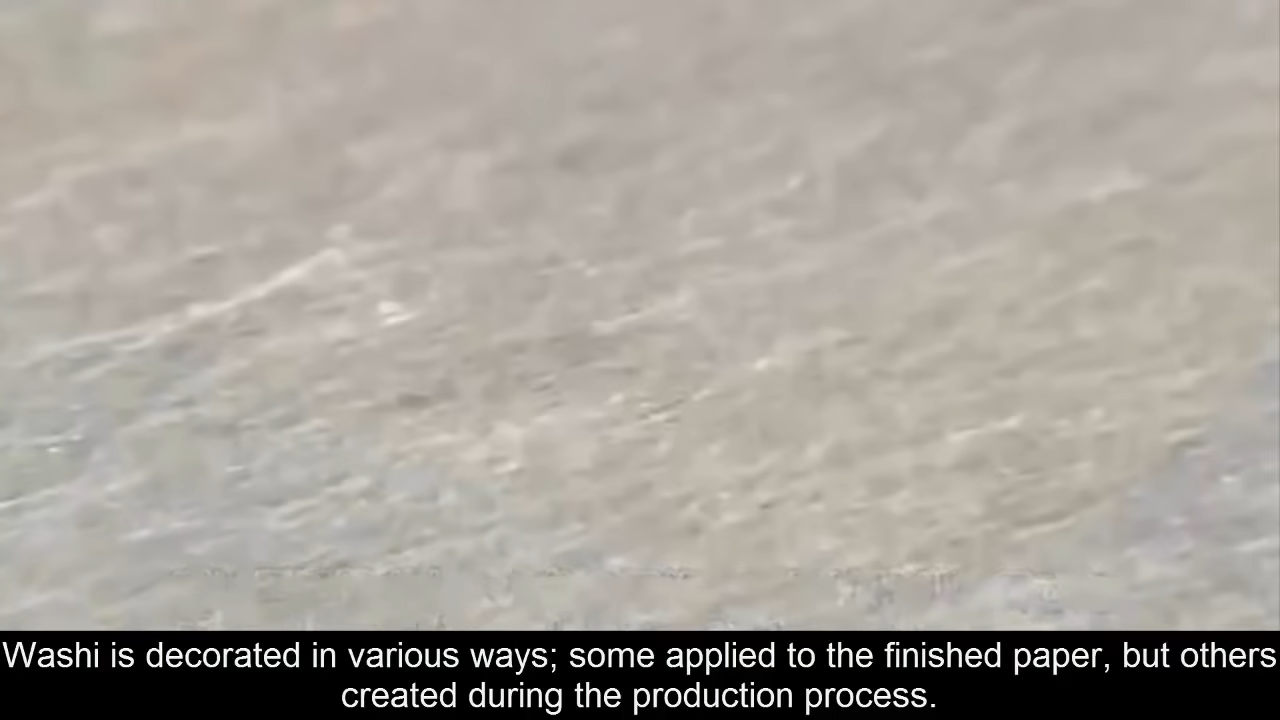 Washi is decorated in various ways; some applied to the finished paper, but others
created during the production process.